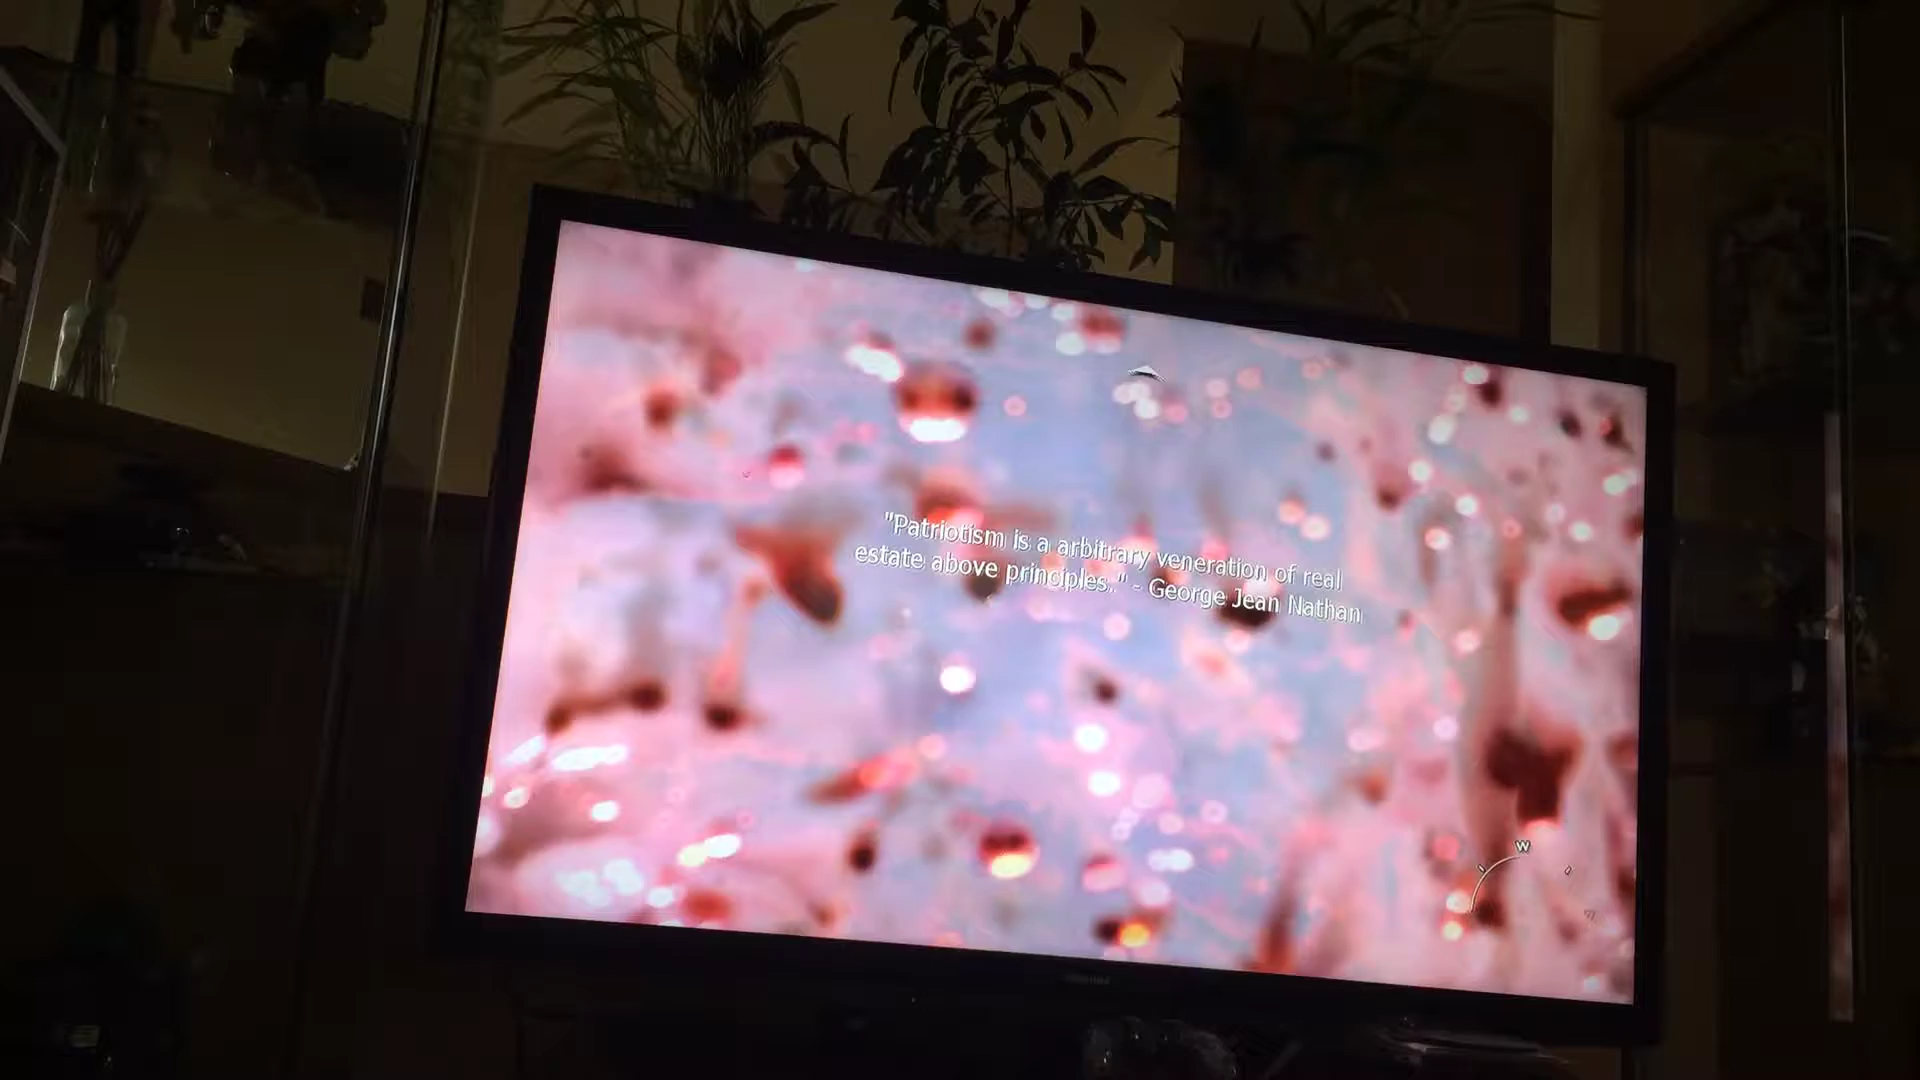 "Patriotism is a arbitrary veneration of real
estate above principles." - George Jean Nathan
W